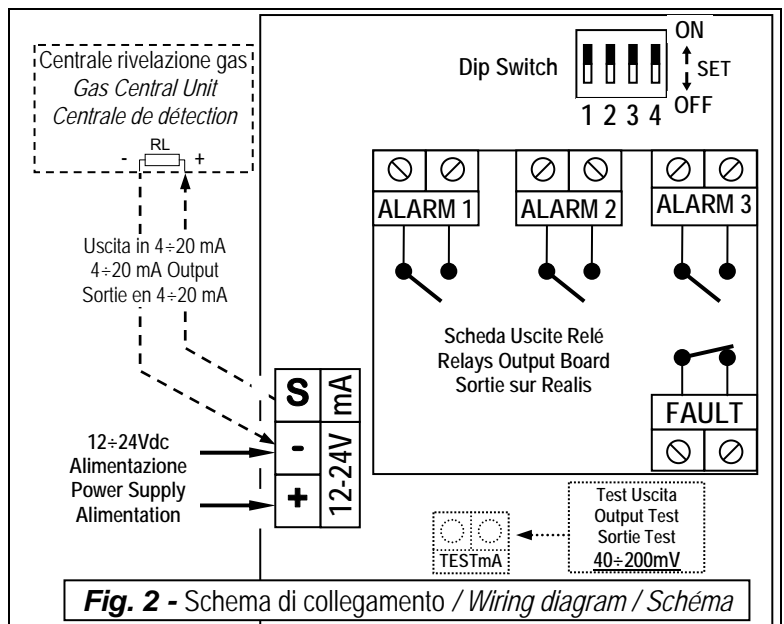 Centrale rivelazione gas
Gas Central Unit
Centrale de détection
- RL +
Uscita in 4÷20 mA
4÷20 mA Output
Sortie en 4÷20 mA
Dip Switch
ON
SET
OFF
1 2 3 4
ALARM 1
ALARM 2
ALARM 3
Scheda Uscite Relé
Relays Output Board
Sortie sur Realis
FAULT
S
mA
-
+
12-24V
12÷24Vdc
Alimentazione
Power Supply
Alimentation
TESTmA
Test Uscita
Output Test
Sortie Test
40÷200mV
Fig. 2 - Schema di collegamento / Wiring diagram / Schéma